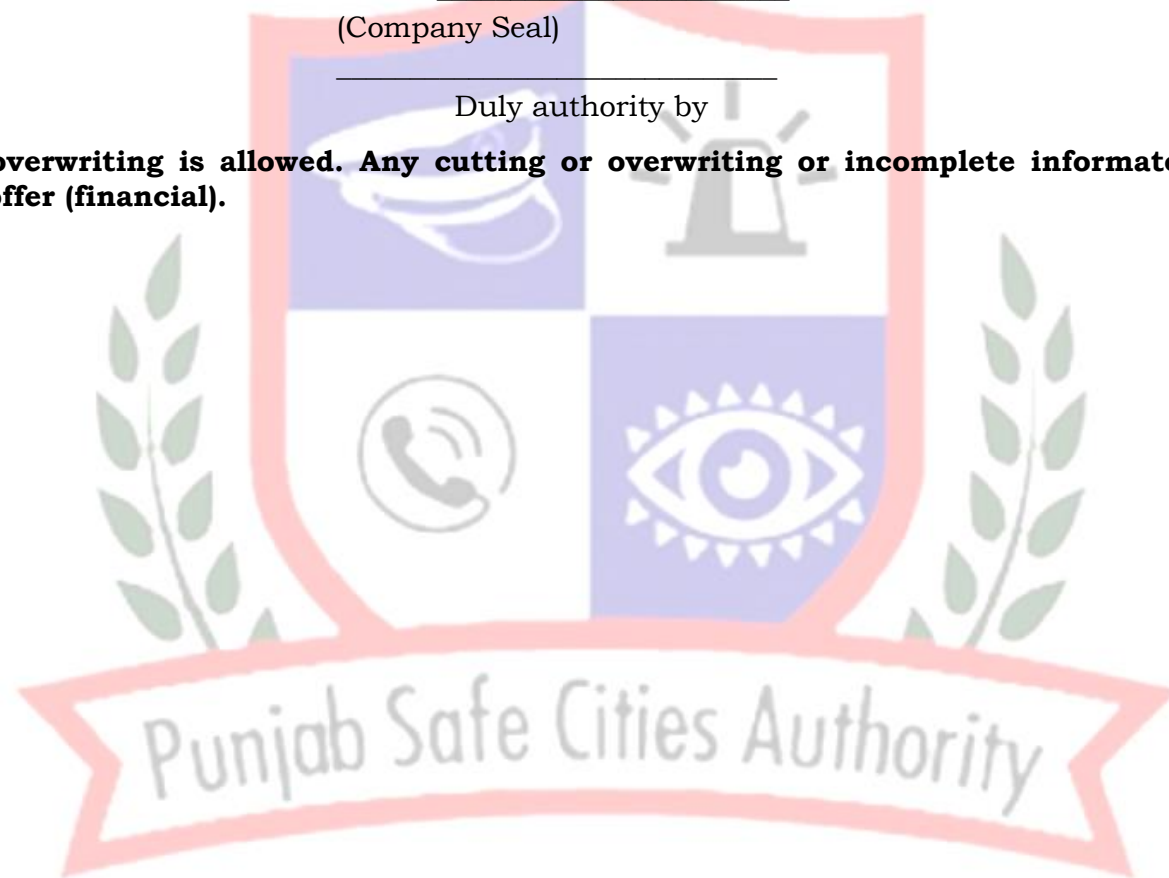 (Company Seal)
Duly authority by
overwriting is allowed. Any cutting or overwriting or incomplete informate
offer (financial).
Punjab Safe Cities Authority